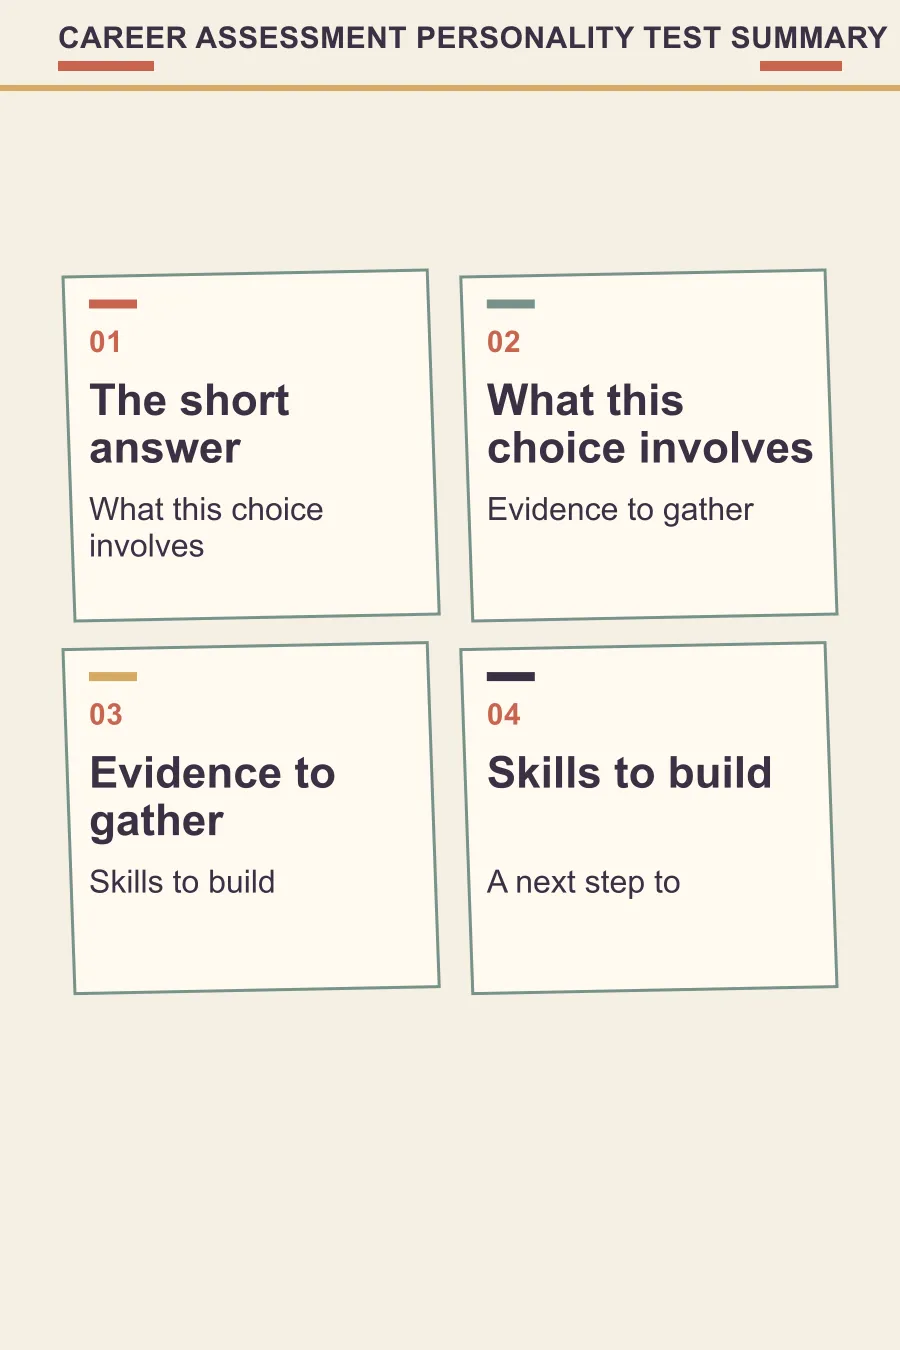 CAREER ASSESSMENT PERSONALITY TEST SUMMARY
01
The short
answer
What this choice
involves
02
What this
choice involves
Evidence to gather
03
Evidence to
gather
Skills to build
04
Skills to build
A next step to